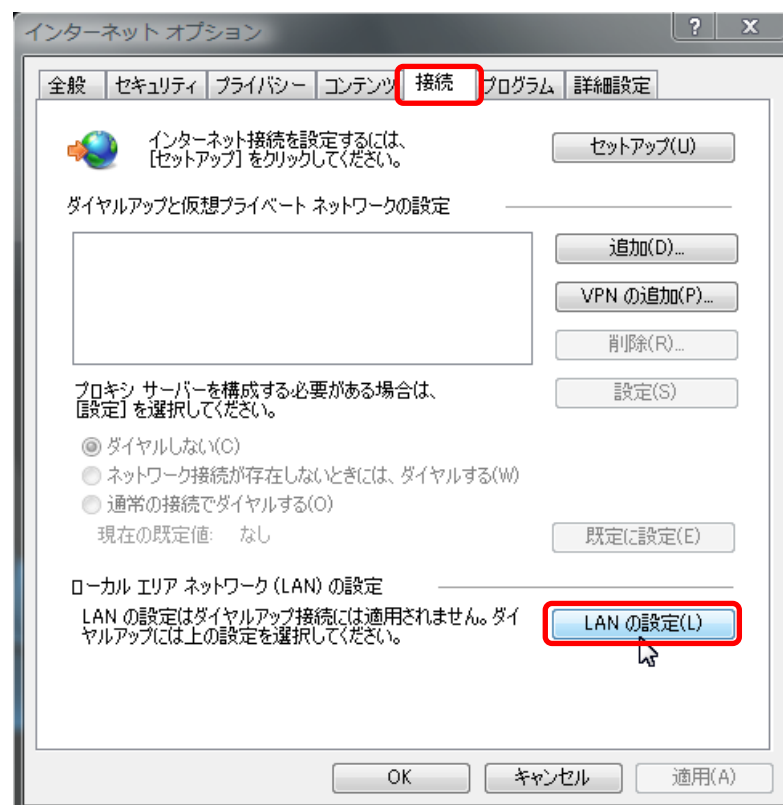 インターネット オプション
? x
全般 セキュリティ プライバシー コンテンツ 接続 プログラム 詳細設定
インターネット接続を設定するには、
[セットアップ] をクリックしてください。
セットアップ(U)
ダイヤルアップと仮想プライベート ネットワークの設定
追加(D)...
VPN の追加(P)...
削除(R)...
プロキシ サーバーを構成する必要がある場合は、
[設定] を選択してください。
設定(S)
ダイヤルしない(C)
ネットワーク接続が存在しないときには、ダイヤルする(W)
通常の接続でダイヤルする(O)
現在の既定値: なし
既定に設定(E)
ローカル エリア ネットワーク (LAN) の設定
LAN の設定はダイヤルアップ接続には適用されません。ダイ
ヤルアップには上の設定を選択してください。
LAN の設定(L)
OK キャンセル 適用(A)